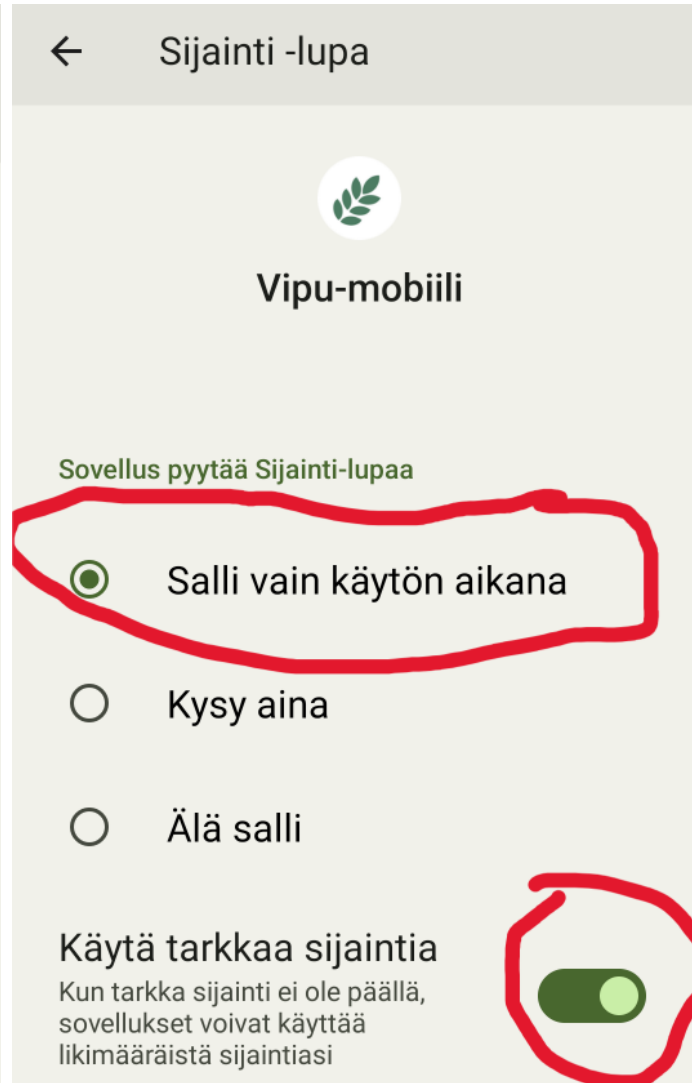 Sijainti -lupa
Vipu-mobiili
Sovellus pyytää Sijainti-lupaa
Salli vain käytön aikana
Kysy aina
Älä salli
Käytä tarkkaa sijaintia
Kun tarkka sijainti ei ole päällä,
sovellukset voivat käyttää
likimääräistä sijaintiasi